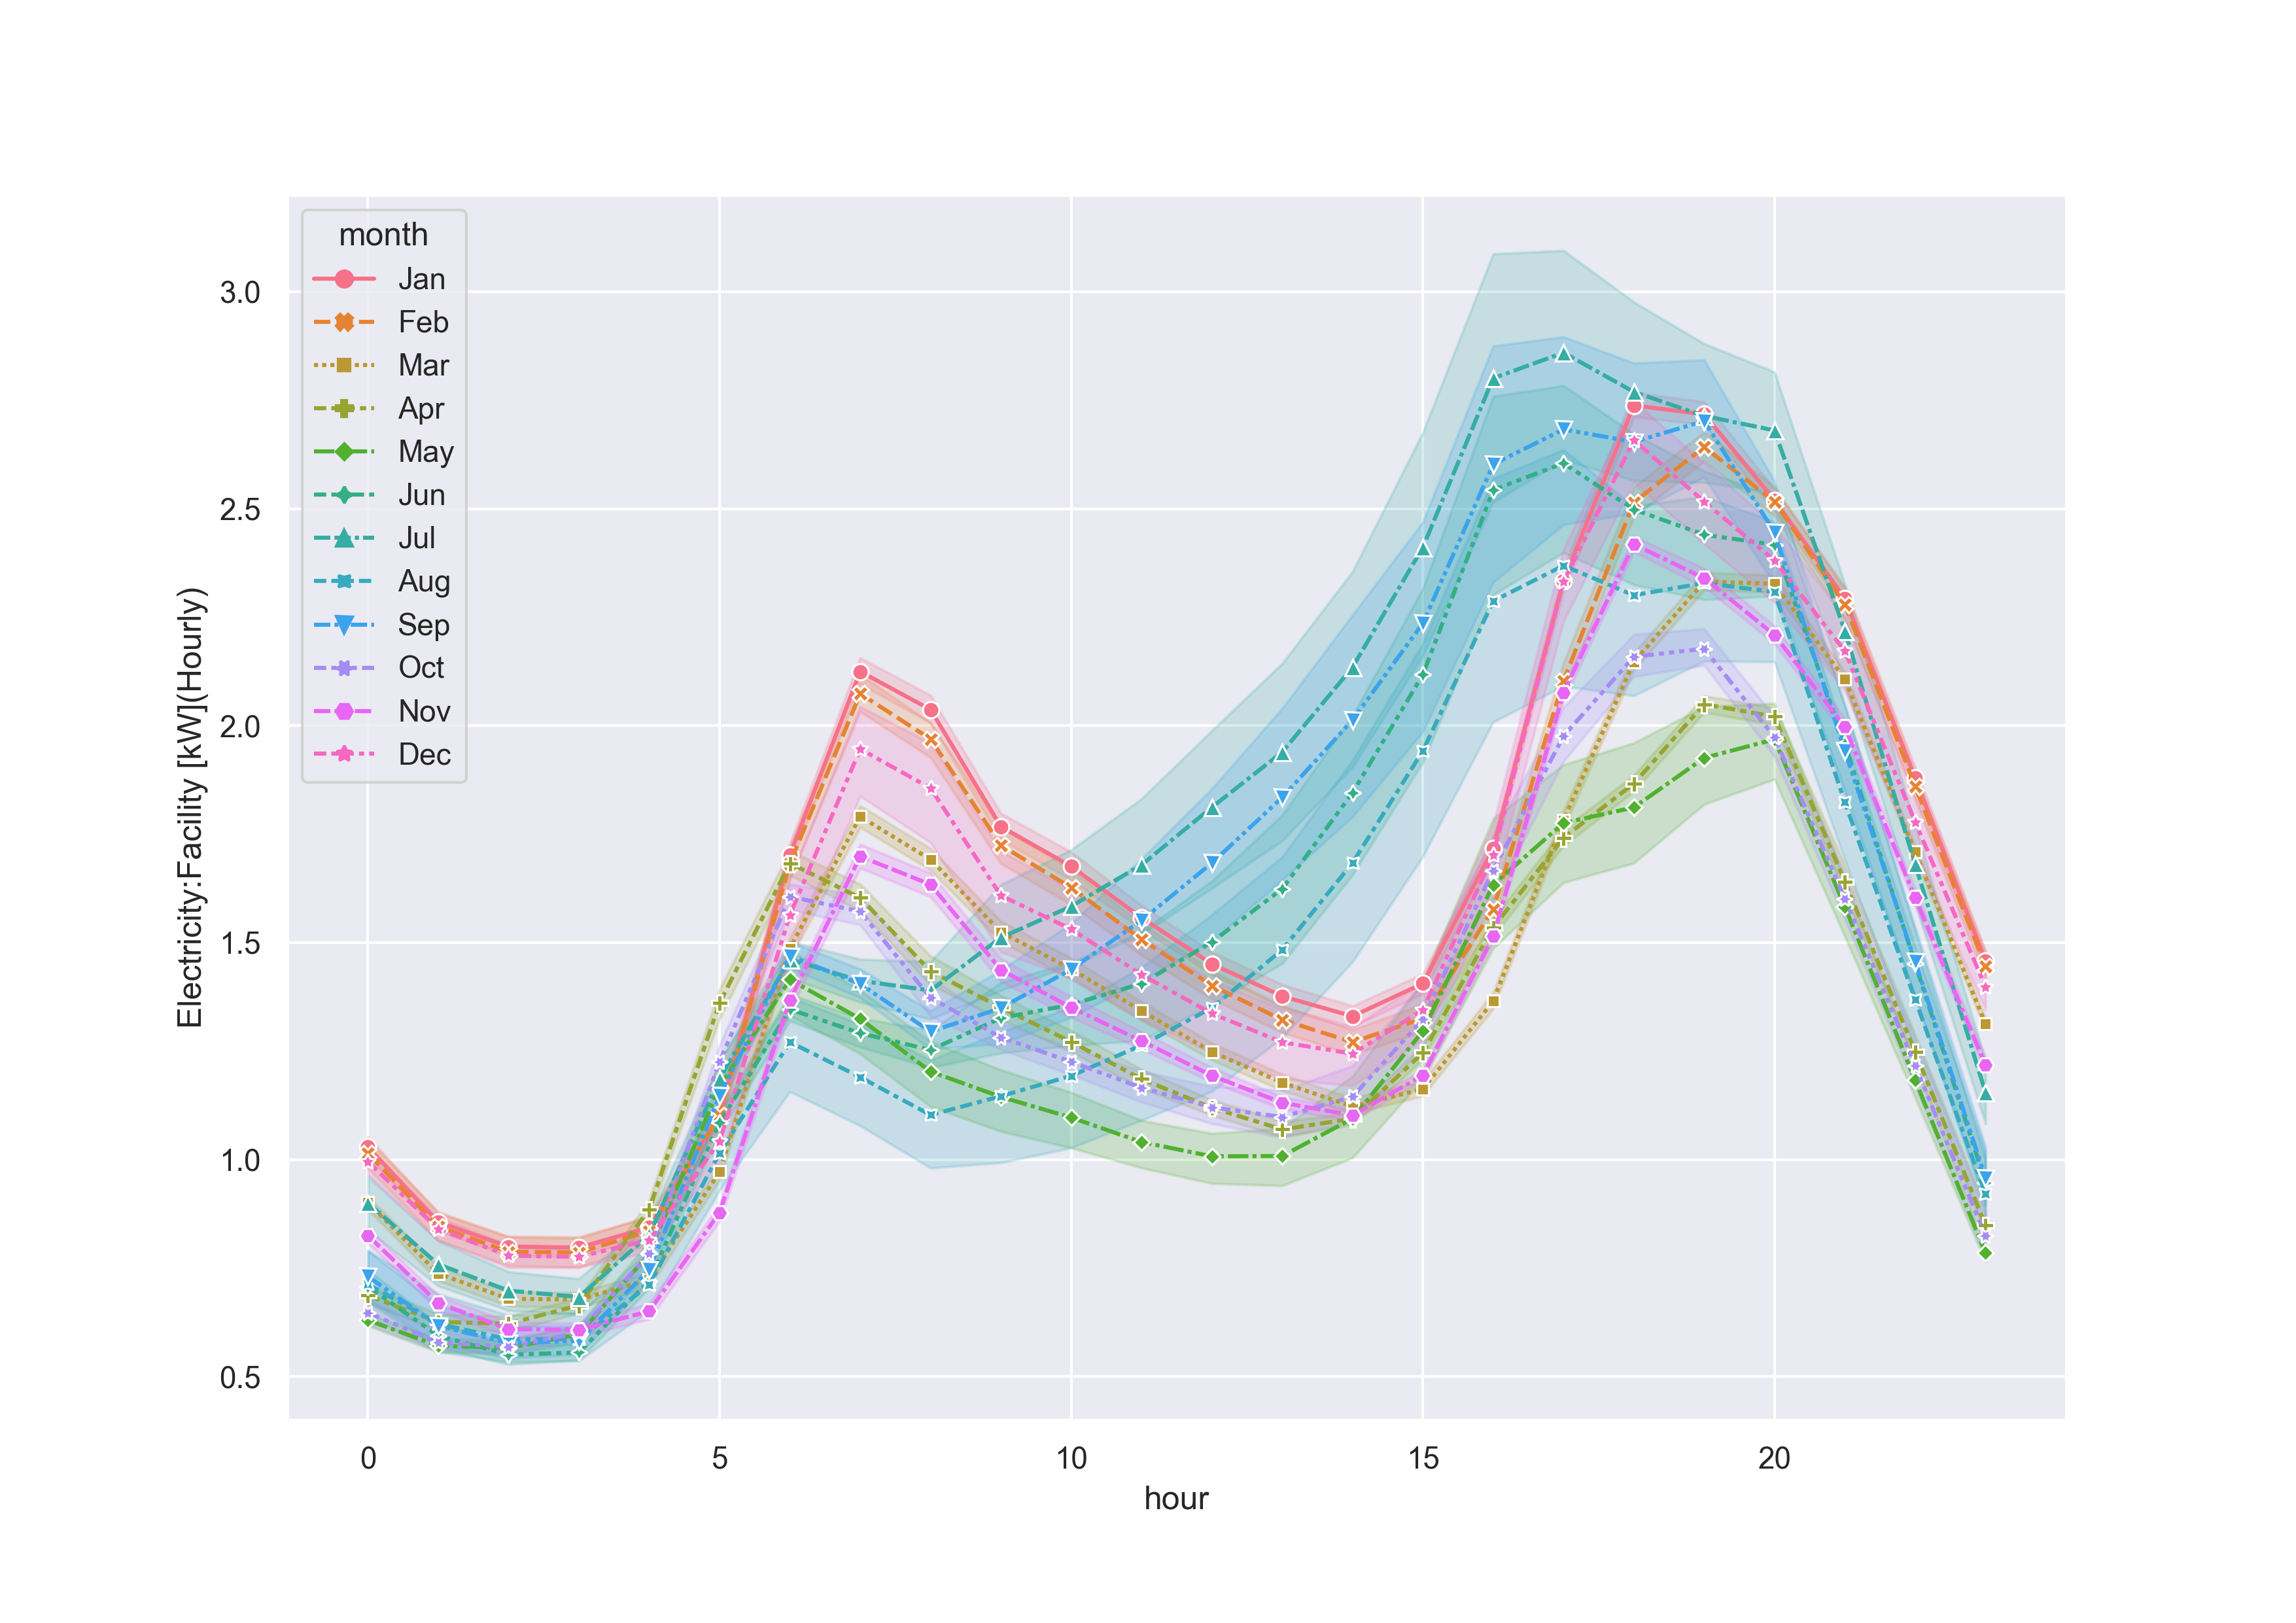 month
Jan
Feb
Mar
Apr
May
Jun
Jul
Aug
Sep
Oct
Nov
Dec
3.0
2.5
2.0
1.5
1.0
0.5
Electricity:Facility [kW](Hourly)
0 5 10 15 20
hour